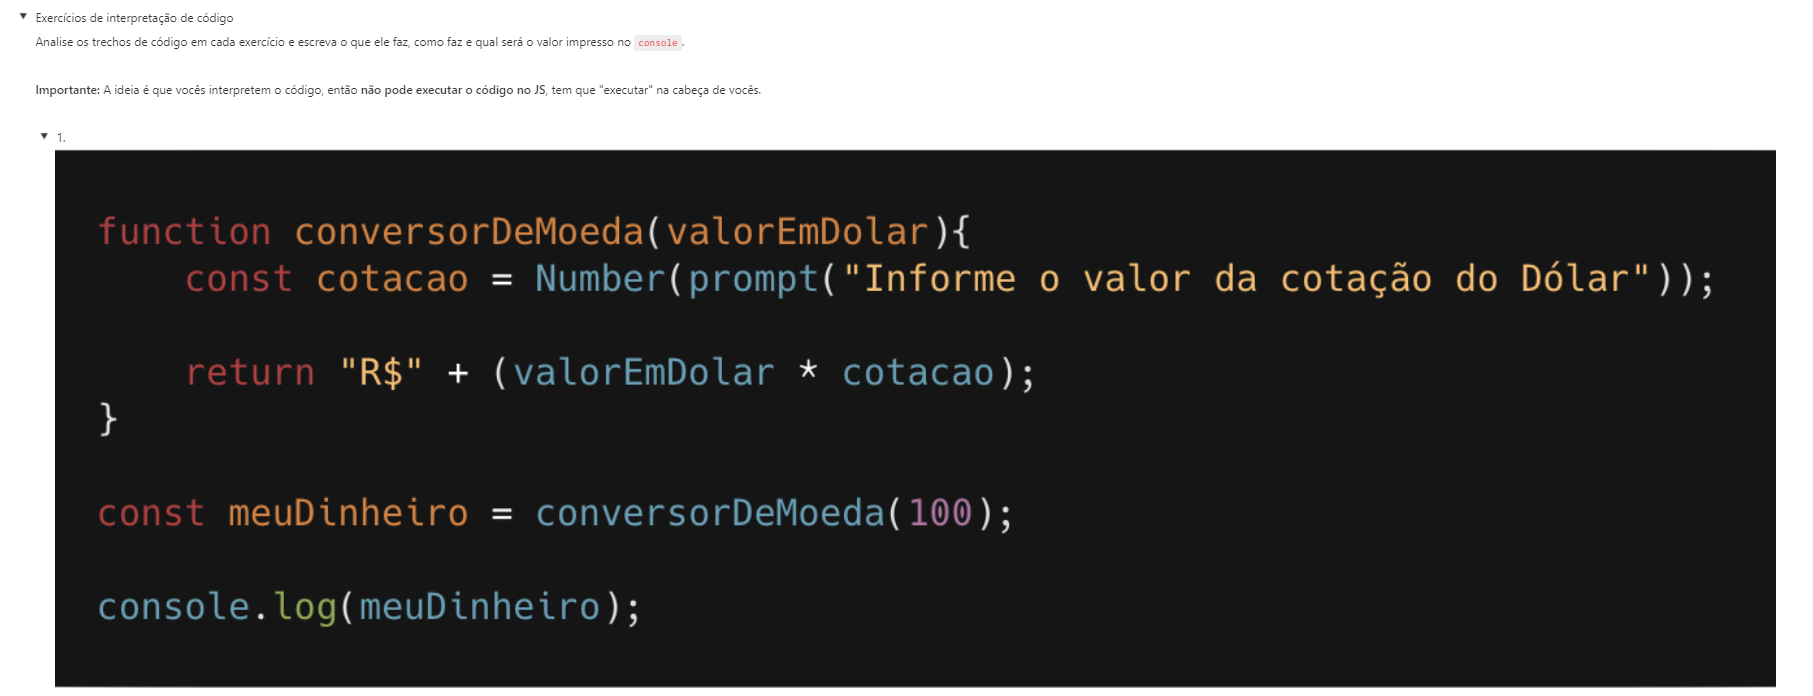 Exercícios de interpretação de código
Analise os trechos de código em cada exercício e escreva o que ele faz, como faz e qual será o valor impresso no console.
Importante: A ideia é que vocês interpretem o código, então não pode executar o código no JS, tem que "executar" na cabeça de vocês.
1.
function conversorDeMoeda(valorEmDolar){
    const cotacao = Number(prompt("Informe o valor da cotação do Dólar"));
    return "R$" + (valorEmDolar * cotacao);
}
const meuDinheiro = conversorDeMoeda(100);
console.log(meuDinheiro);